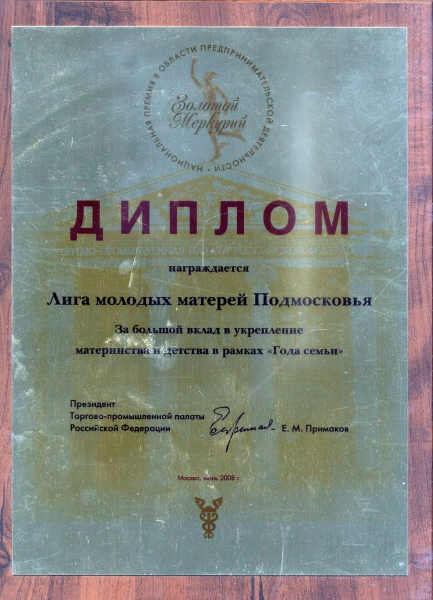 НАЦИОНАЛЬНАЯ ПРЕМИЯ В ОБЛАСТИ ПРЕДПРИНИМАТЕЛЬСКОЙ ДЕЯТЕЛЬНОСТИ
Золотой
Меркурий
ДИПЛОМ
награждается
Лига молодых матерей Подмосковья
За большой вклад в укрепление
материнства и детства в рамках «Года семьи»
Президент
Торгово-промышленной палаты
Российской Федерации
Е. М. Примаков
Москва, июнь 2008 г.